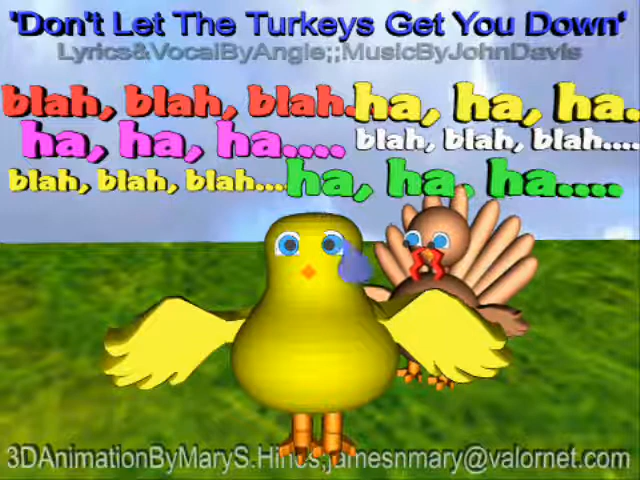 'Don't Let The Turkeys Get You Down'
Lyrics&VocalByAngie;;MusicByJohnDavis
blah, blah, blah. ha, ha, ha.
ha, ha, ha.... blah, blah, blah....
blah, blah, blah.... ha, ha, ha....
3DAnimationByMaryS.Hines;jamesnmary@valornet.com